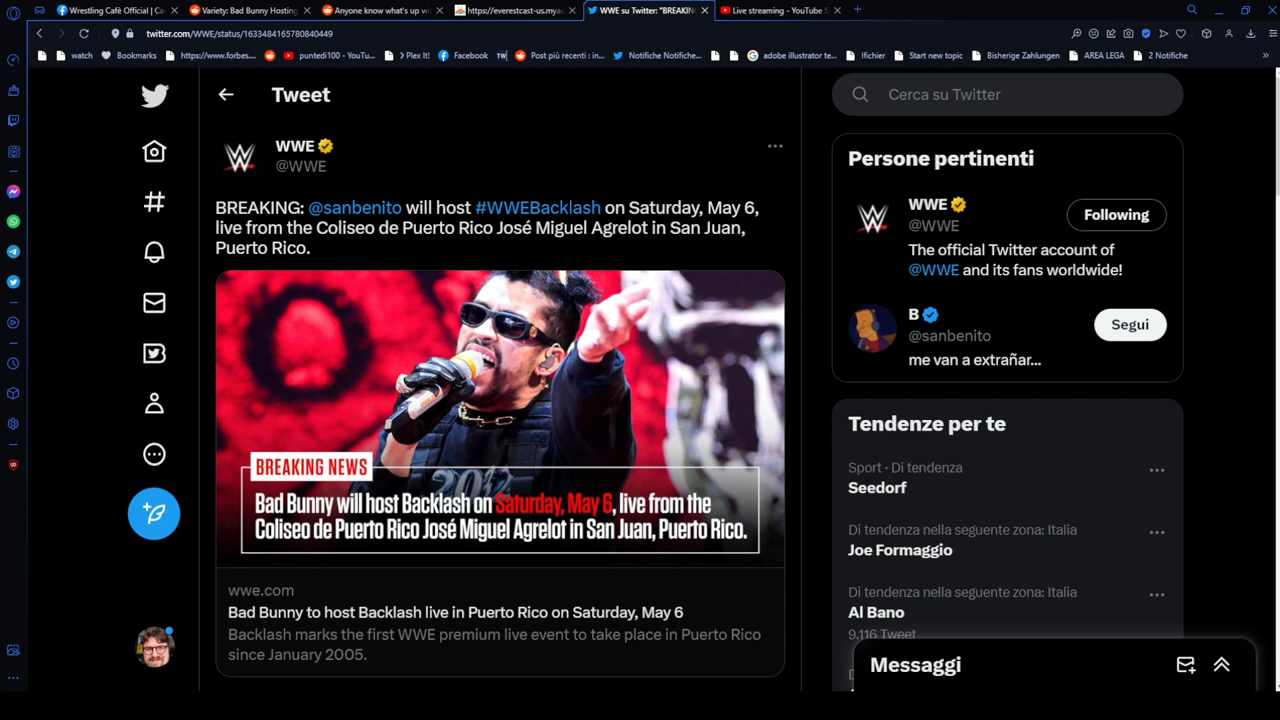 Wrestling Cafè Official | Ca
Variety: Bad Bunny Hosting
Anyone know what's up wi
https://everestcast-us.mya
WWE su Twitter: "BREAKIN
Live streaming - YouTube S
twitter.com/WWE/status/1633484165780840449
watch
Bookmarks
https://www.forbes....
puntedi100 - YouTu...
Plex It!
Facebook
TW
Post più recenti : in...
Notifiche Notifiche...
adobe illustrator te...
Ifichier
Start new topic
Bisherige Zahlungen
AREA LEGA
2 Notifiche
Tweet
WWE
@WWE
BREAKING: @sanbenito will host #WWEBacklash on Saturday, May 6,
live from the Coliseo de Puerto Rico José Miguel Agrelot in San Juan,
Puerto Rico.
BREAKING NEWS
Bad Bunny will host Backlash on Saturday, May 6, live from the
Coliseo de Puerto Rico José Miguel Agrelot in San Juan, Puerto Rico.
wwe.com
Bad Bunny to host Backlash live in Puerto Rico on Saturday, May 6
Backlash marks the first WWE premium live event to take place in Puerto Rico
since January 2005.
Cerca su Twitter
Persone pertinenti
WWE
@WWE
Following
The official Twitter account of
@WWE and its fans worldwide!
B
@sanbenito
Segui
me van a extrañar...
Tendenze per te
Sport · Di tendenza
Seedorf
Di tendenza nella seguente zona: Italia
Joe Formaggio
Di tendenza nella seguente zona: Italia
Al Bano
9.116 Tweet
Messaggi